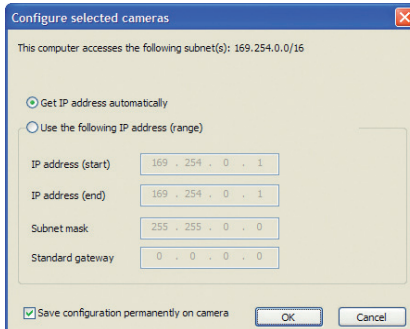 Configure selected cameras
This computer accesses the following subnet(s): 169.254.0.0/16
Get IP address automatically
Use the following IP address (range)
IP address (start) 169 . 254 . 0 . 1
IP address (end) 169 . 254 . 0 . 1
Subnet mask 255 . 255 . 0 . 0
Standard gateway 0 . 0 . 0 . 0
Save configuration permanently on camera OK Cancel